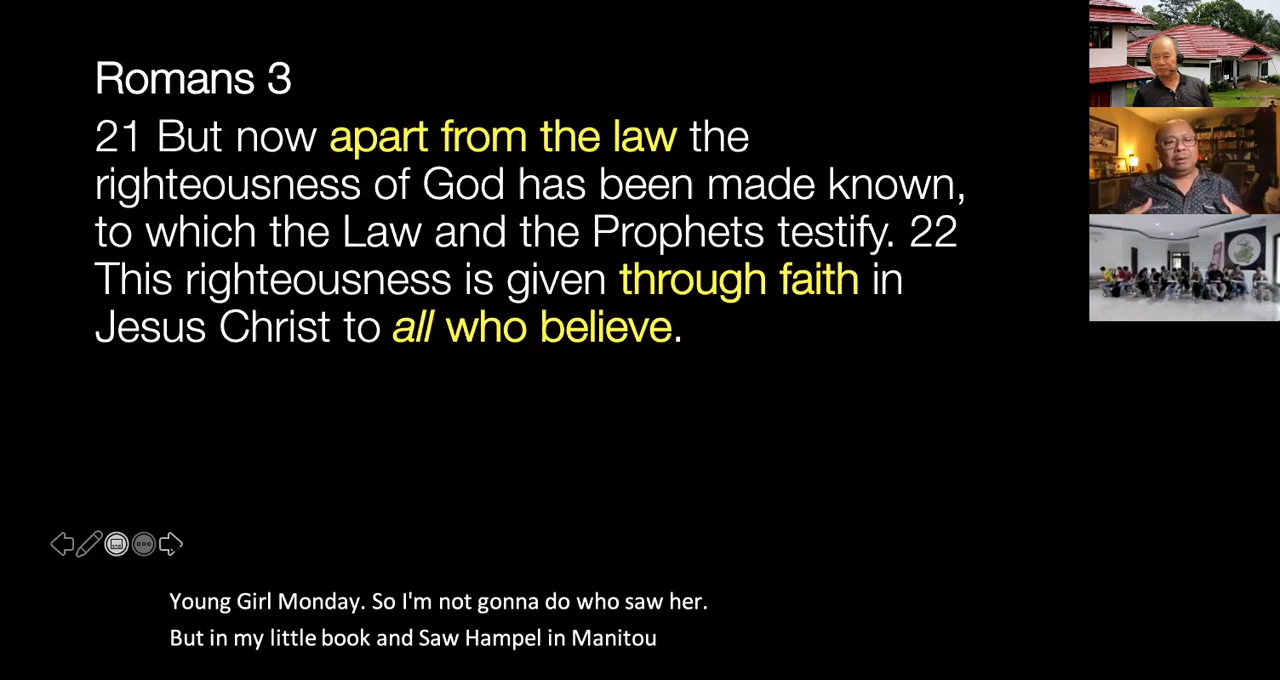 Romans 3
21 But now apart from the law the
righteousness of God has been made known,
to which the Law and the Prophets testify. 22
This righteousness is given through faith in
Jesus Christ to all who believe.
Young Girl Monday. So I'm not gonna do who saw her.
But in my little book and Saw Hampel in Manitou